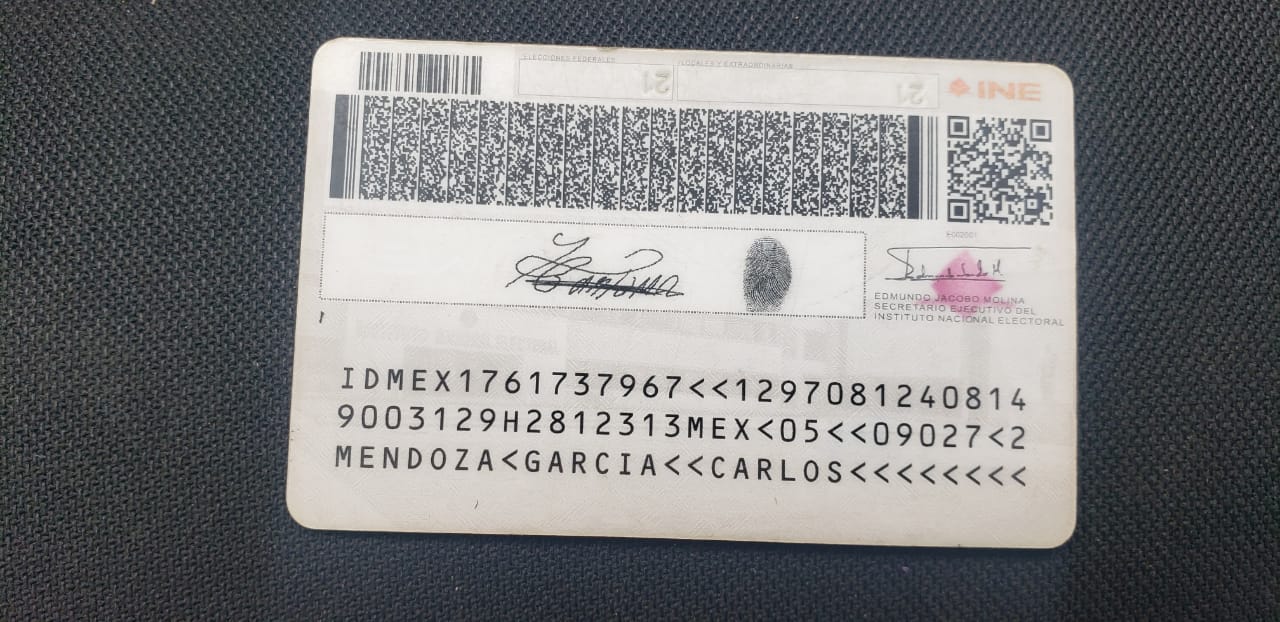 ELECCIONES FEDERALES
LOCALES Y EXTRAORDINARIAS
21
21
INE
E002001
EDMUNDO JACOBO MOLINA
SECRETARIO EJECUTIVO DEL
INSTITUTO NACIONAL ELECTORAL
IDMEX1761737967<<1297081240814
9003129H2812313MEX<05<<09027<2
MENDOZA<GARCIA<<CARLOS<<<<<<<<